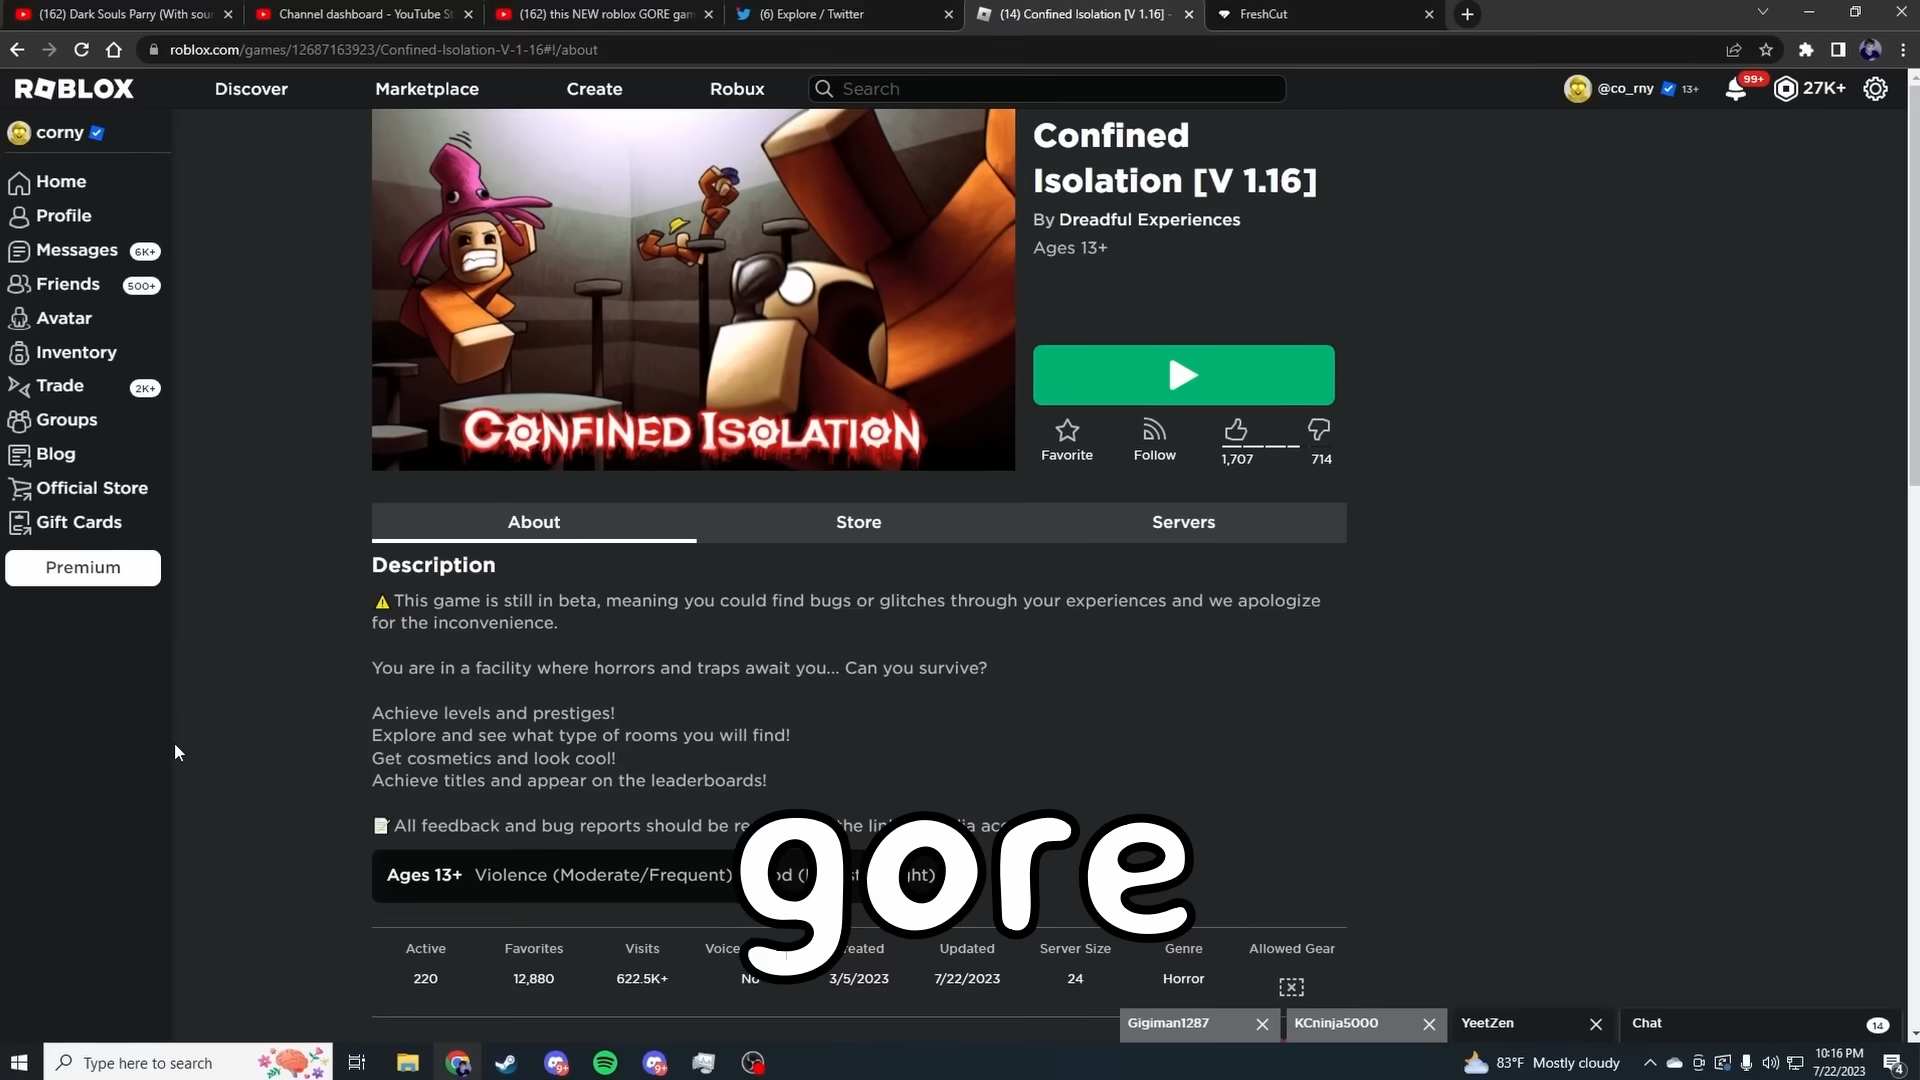 (162) Dark Souls Parry (With sour
Channel dashboard - YouTube St
(162) this NEW roblox GORE gam
(6) Explore / Twitter
(14) Confined Isolation [V 1.16] -
FreshCut
roblox.com/games/12687163923/Confined-Isolation-V-1-16#!/about
ROBLOX
Discover
Marketplace
Create
Robux
Search
@co_rny
13+
99+
27K+
corny
Home
Profile
Messages
6K+
Friends
500+
Avatar
Inventory
Trade
2K+
Groups
Blog
Official Store
Gift Cards
Premium
CONFINED ISOLATION
Confined
Isolation [V 1.16]
By Dreadful Experiences
Ages 13+
Favorite
Follow
1,707
714
About
Store
Servers
Description
⚠This game is still in beta, meaning you could find bugs or glitches through your experiences and we apologize
for the inconvenience.
You are in a facility where horrors and traps await you... Can you survive?
Achieve levels and prestiges!
Explore and see what type of rooms you will find!
Get cosmetics and look cool!
Achieve titles and appear on the leaderboards!
📝All feedback and bug reports should be
Ages 13+ Violence (Moderate/Frequent)
gore
Active
Favorites
Visits
Updated
Server Size
Genre
Allowed Gear
220
12,880
622.5K+
No
3/5/2023
7/22/2023
24
Horror
Gigiman1287
KCninja5000
YeetZen
Chat
14
Type here to search
9+
9+
83°F Mostly cloudy
10:16 PM
7/22/2023
4